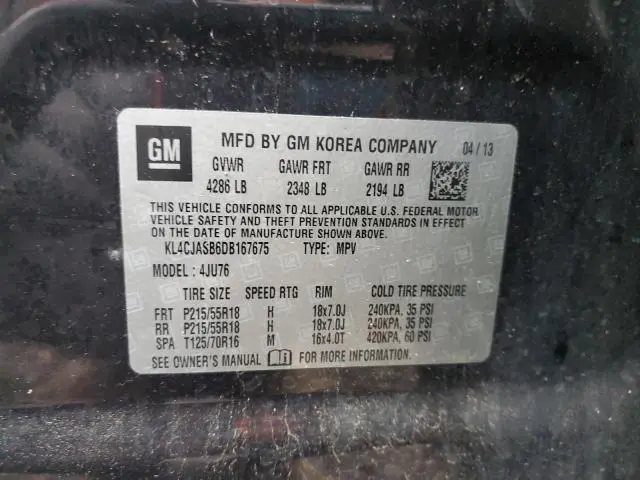 GM MFD BY GM KOREA COMPANY 04/13
GVWR GAWR FRT GAWR RR
4286 LB 2348 LB 2194 LB
THIS VEHICLE CONFORMS TO ALL APPLICABLE U.S. FEDERAL MOTOR
VEHICLE SAFETY AND THEFT PREVENTION STANDARDS IN EFFECT
ON THE DATE OF MANUFACTURE SHOWN ABOVE.
KL4CJASB6DB167675 TYPE: MPV
MODEL: 4JU76
TIRE SIZE SPEED RTG RIM COLD TIRE PRESSURE
FRT P215/55R18 H 18x7.0J 240KPA, 35 PSI
RR P215/55R18 H 18x7.0J 240KPA, 35 PSI
SPA T125/70R16 M 16x4.0T 420KPA, 60 PSI
SEE OWNER'S MANUAL FOR MORE INFORMATION.